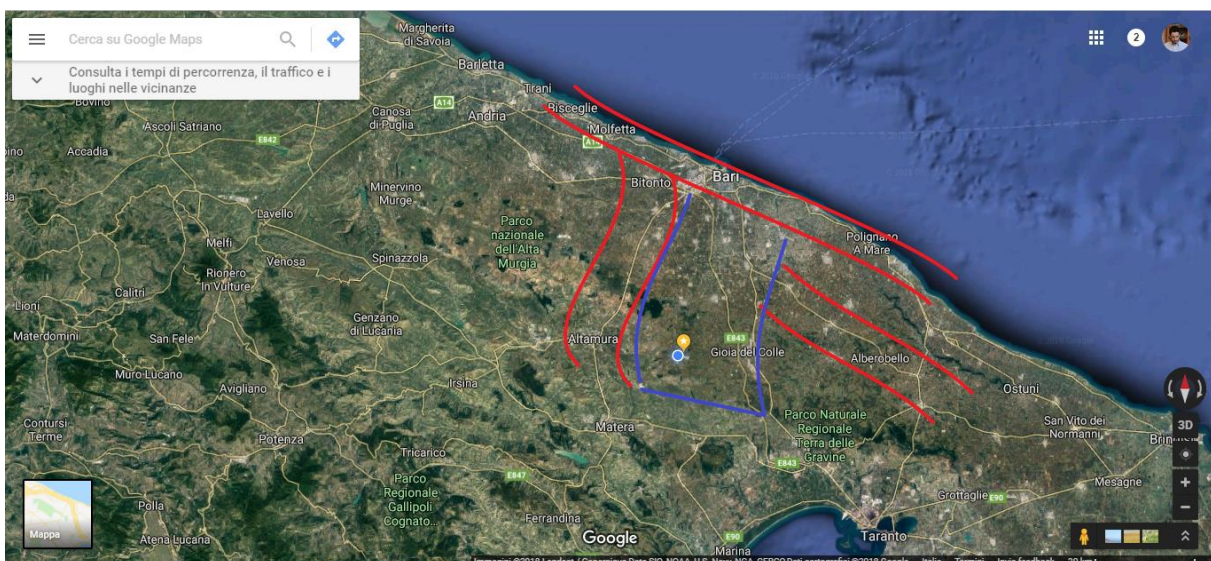 Cerca su Google Maps
Consulta i tempi di percorrenza, il traffico e i
luoghi nelle vicinanze
2
Margherita
di Savoia
Barletta
Trani
Bisceglie
Molfetta
A14
A14
Andria
Canosa
di Puglia
Bovino
Ascoli Satriano
E842
Accadia
Bitonto
Bari
Minervino
Murge
Lavello
Parco
nazionale
dell'Alta
Murgia
Polignano
A Mare
Melfi
Venosa
Spinazzola
Rionero
In Vulture
Calitri
Lioni
Genzano
di Lucania
Materdomini
San Fele
Altamura
E843
Gioia del Colle
Alberobello
Muro Lucano
Avigliano
Irsina
Ostuni
Contursi
Terme
Potenza
Matera
Parco Naturale
Regionale
Terra delle
Gravine
San Vito dei
Normanni
3D
Tricarico
E843
E847
Parco
Regionale
Gallipoli
Cognato...
Mesagne
Grottaglie
E90
Polla
Mappa
Atena Lucana
Ferrandina
Google
E90
Marina
Taranto